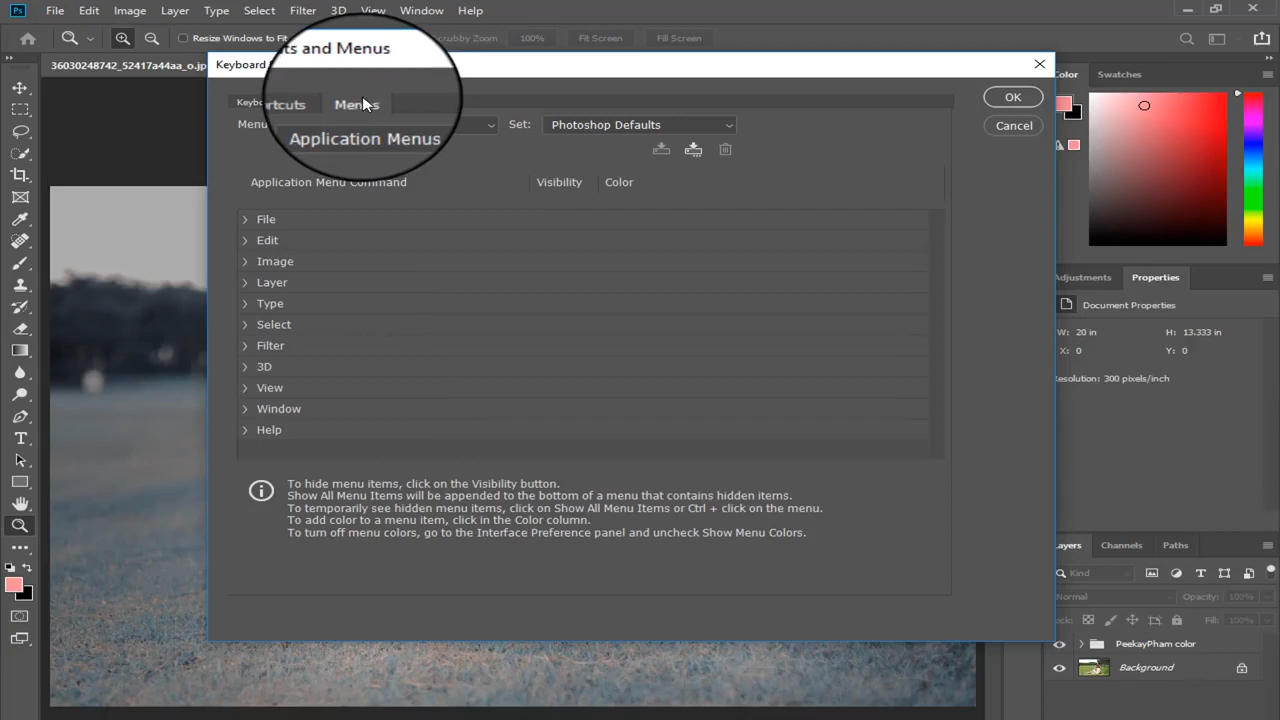 Ps File Edit Image Layer Type Select Filter 3D View Window Help
Resize Windows to Fit Scrubby Zoom 100% Fit Screen Fill Screen
36030248742_52417a44aa_o.jp
Keyboard
ts and Menus
rtcuts Menus
Application Menus
Set: Photoshop Defaults
OK
Cancel
Application Menu Command Visibility Color
File
Edit
Image
Layer
Type
Select
Filter
3D
View
Window
Help
To hide menu items, click on the Visibility button.
Show All Menu Items will be appended to the bottom of a menu that contains hidden items.
To temporarily see hidden menu items, click on Show All Menu Items or Ctrl + click on the menu.
To add color to a menu item, click in the Color column.
To turn off menu colors, go to the Interface Preference panel and uncheck Show Menu Colors.
Color Swatches
Adjustments Properties
Document Properties
W: 20 in H: 13.333 in
X: 0 Y: 0
Resolution: 300 pixels/inch
Layers Channels Paths
Kind
Normal Opacity: 100%
Lock: Fill: 100%
PeekayPham color
Background